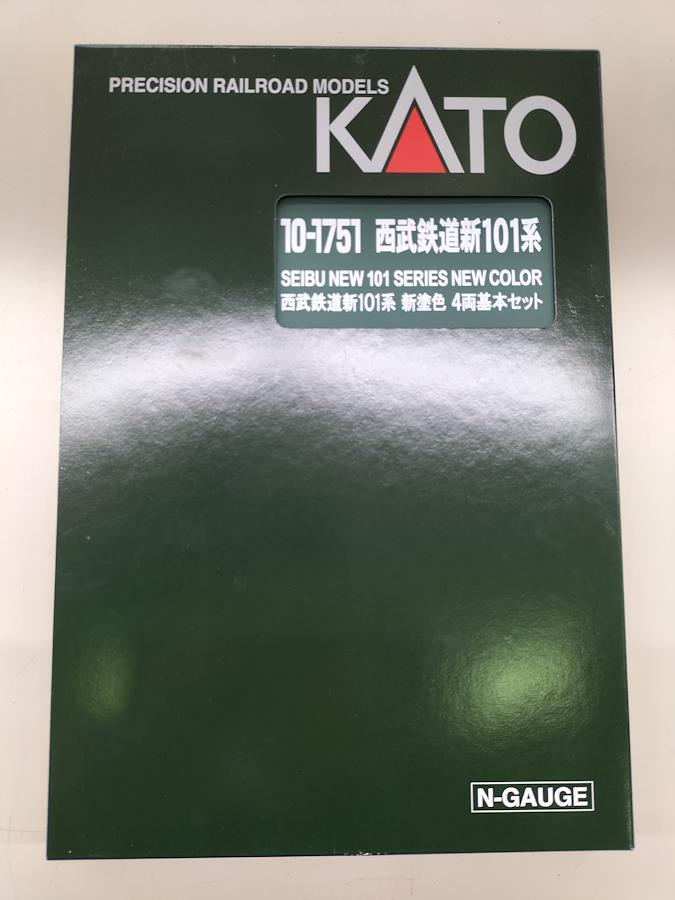 PRECISION RAILROAD MODELS
KATO
10-1751 西武鉄道新101系
SEIBU NEW 101 SERIES NEW COLOR
西武鉄道新101系 新塗色 4両基本セット
N-GAUGE